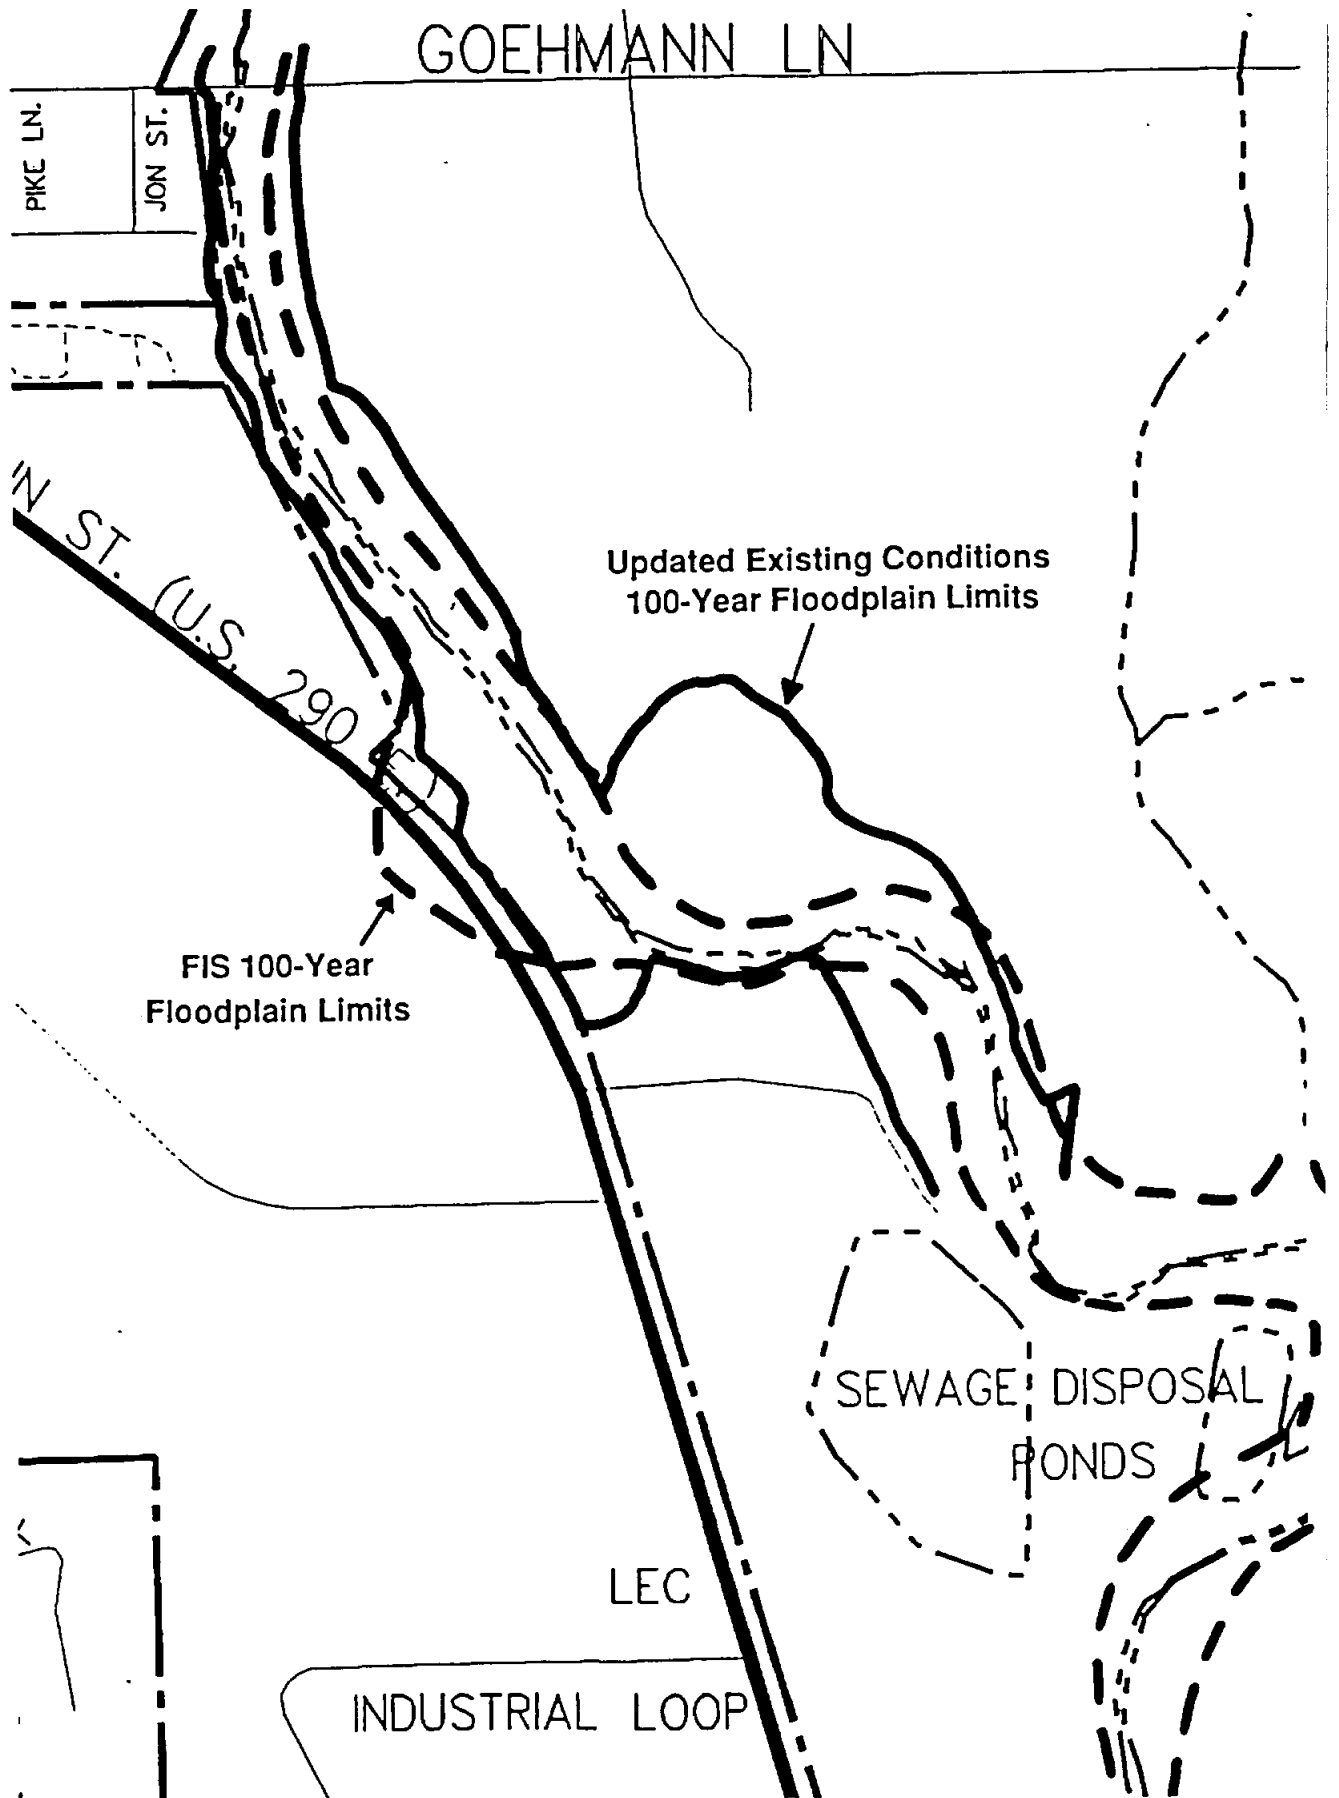 GOEHMANN LN
PIKE LN.
JON ST.
N ST. (U.S. 290
Updated Existing Conditions
100-Year Floodplain Limits
FIS 100-Year
Floodplain Limits
SEWAGE DISPOSAL
PONDS
LEC
INDUSTRIAL LOOP